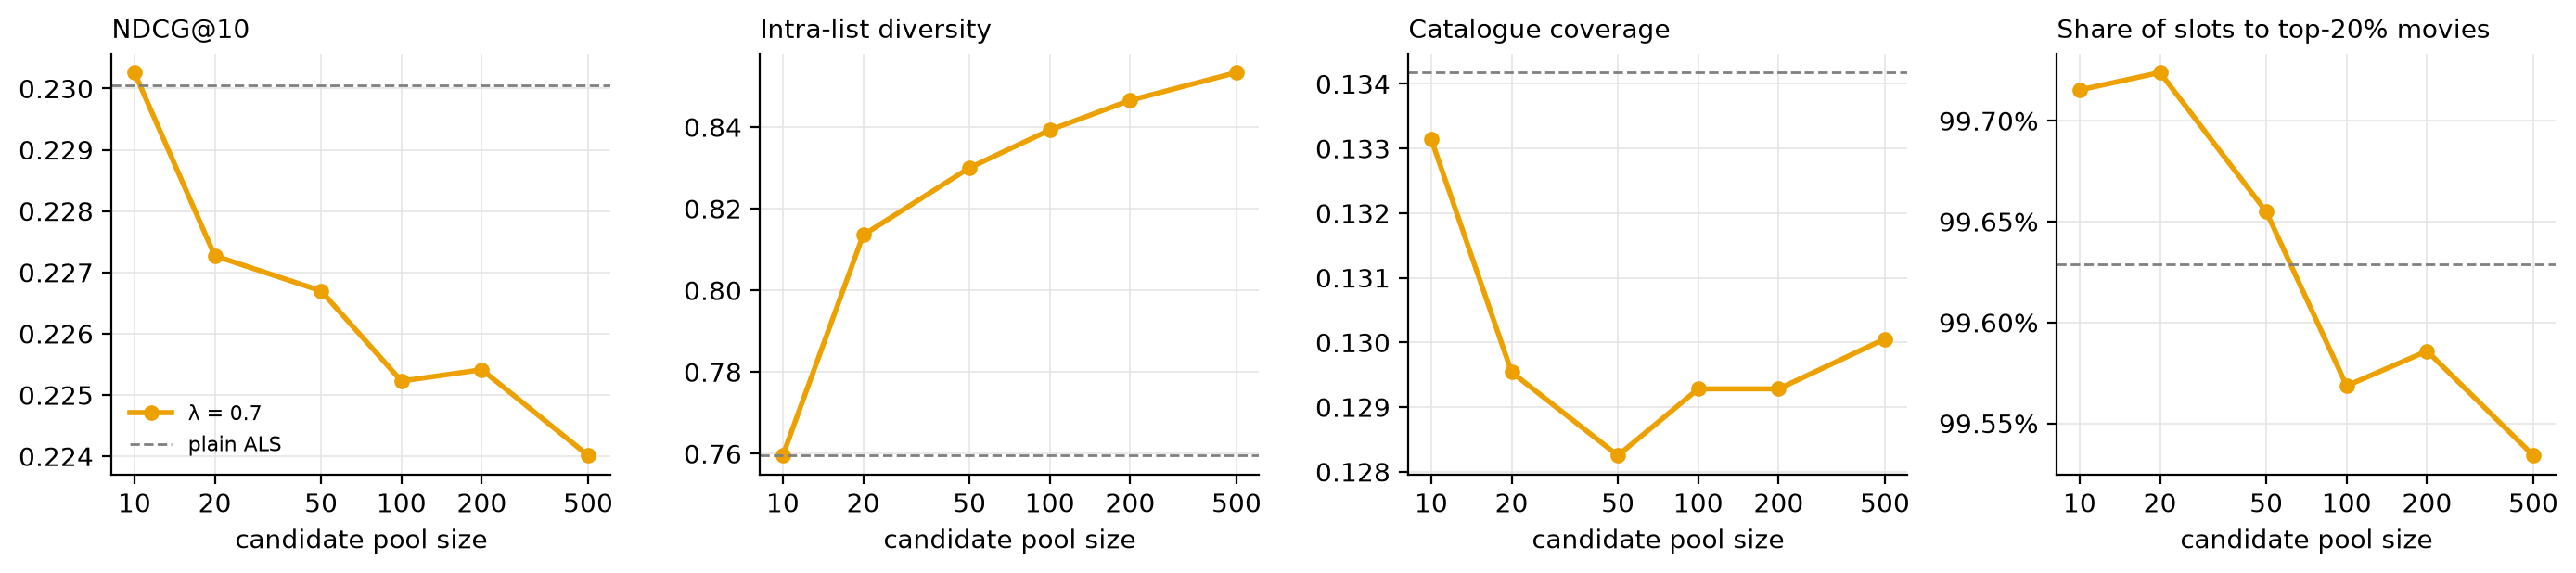 NDCG@10
0.230
0.229
0.228
0.227
0.226
0.225
0.224
λ = 0.7
plain ALS
10 20 50 100 200 500
candidate pool size
Intra-list diversity
0.84
0.82
0.80
0.78
0.76
10 20 50 100 200 500
candidate pool size
Catalogue coverage
0.134
0.133
0.132
0.131
0.130
0.129
0.128
10 20 50 100 200 500
candidate pool size
Share of slots to top-20% movies
99.70%
99.65%
99.60%
99.55%
10 20 50 100 200 500
candidate pool size